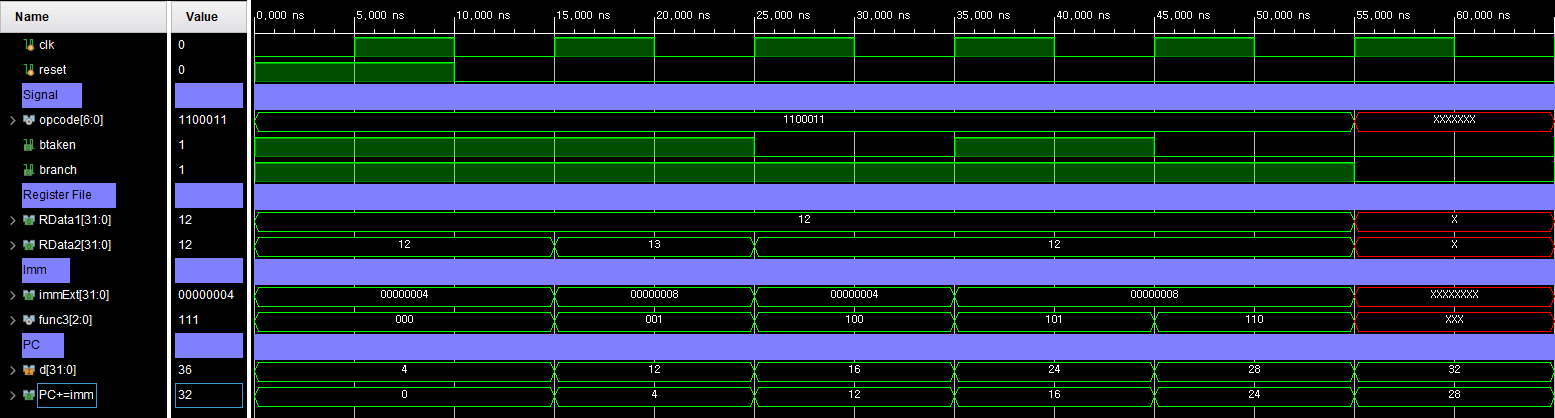 Name Value 0,000 ns 5,000 ns 10,000 ns 15,000 ns 20,000 ns 25,000 ns 30,000 ns 35,000 ns 40,000 ns 45,000 ns 50,000 ns 55,000 ns 60,000 ns
clk 0
reset 0
Signal
opcode[6:0] 1100011 1100011 XXXXXXX
btaken 1
branch 1
Register File
RData1[31:0] 12 12 X
RData2[31:0] 12 12 13 12 X
Imm
immExt[31:0] 00000004 00000004 00000008 00000004 00000008 XXXXXXXX
func3[2:0] 111 000 001 100 101 110 XXX
PC
d[31:0] 36 4 12 16 24 28 32
PC+=imm 32 0 4 12 16 24 28